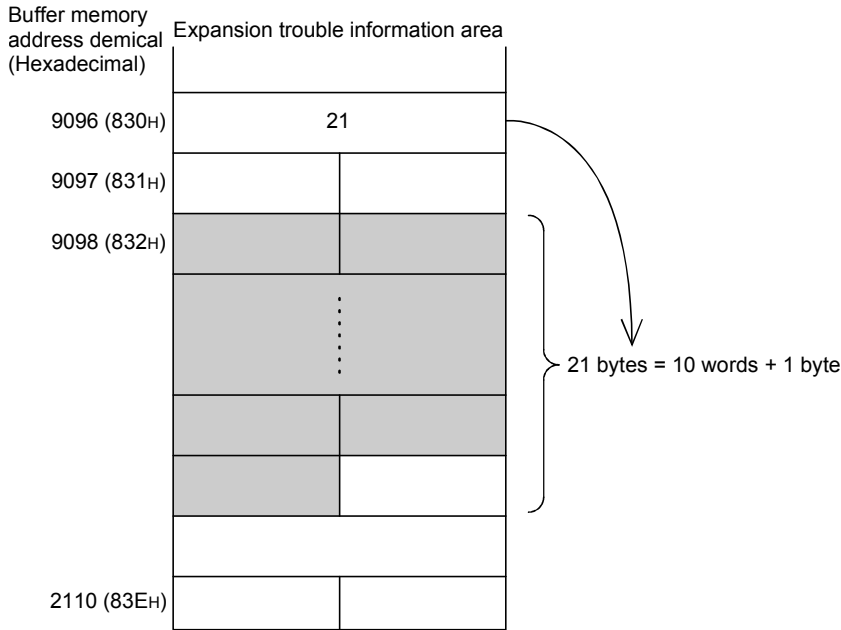 Buffer memory
address demical
(Hexadecimal)
Expansion trouble information area
9096 (830H)
21
9097 (831H)
9098 (832H)
21 bytes = 10 words + 1 byte
2110 (83EH)